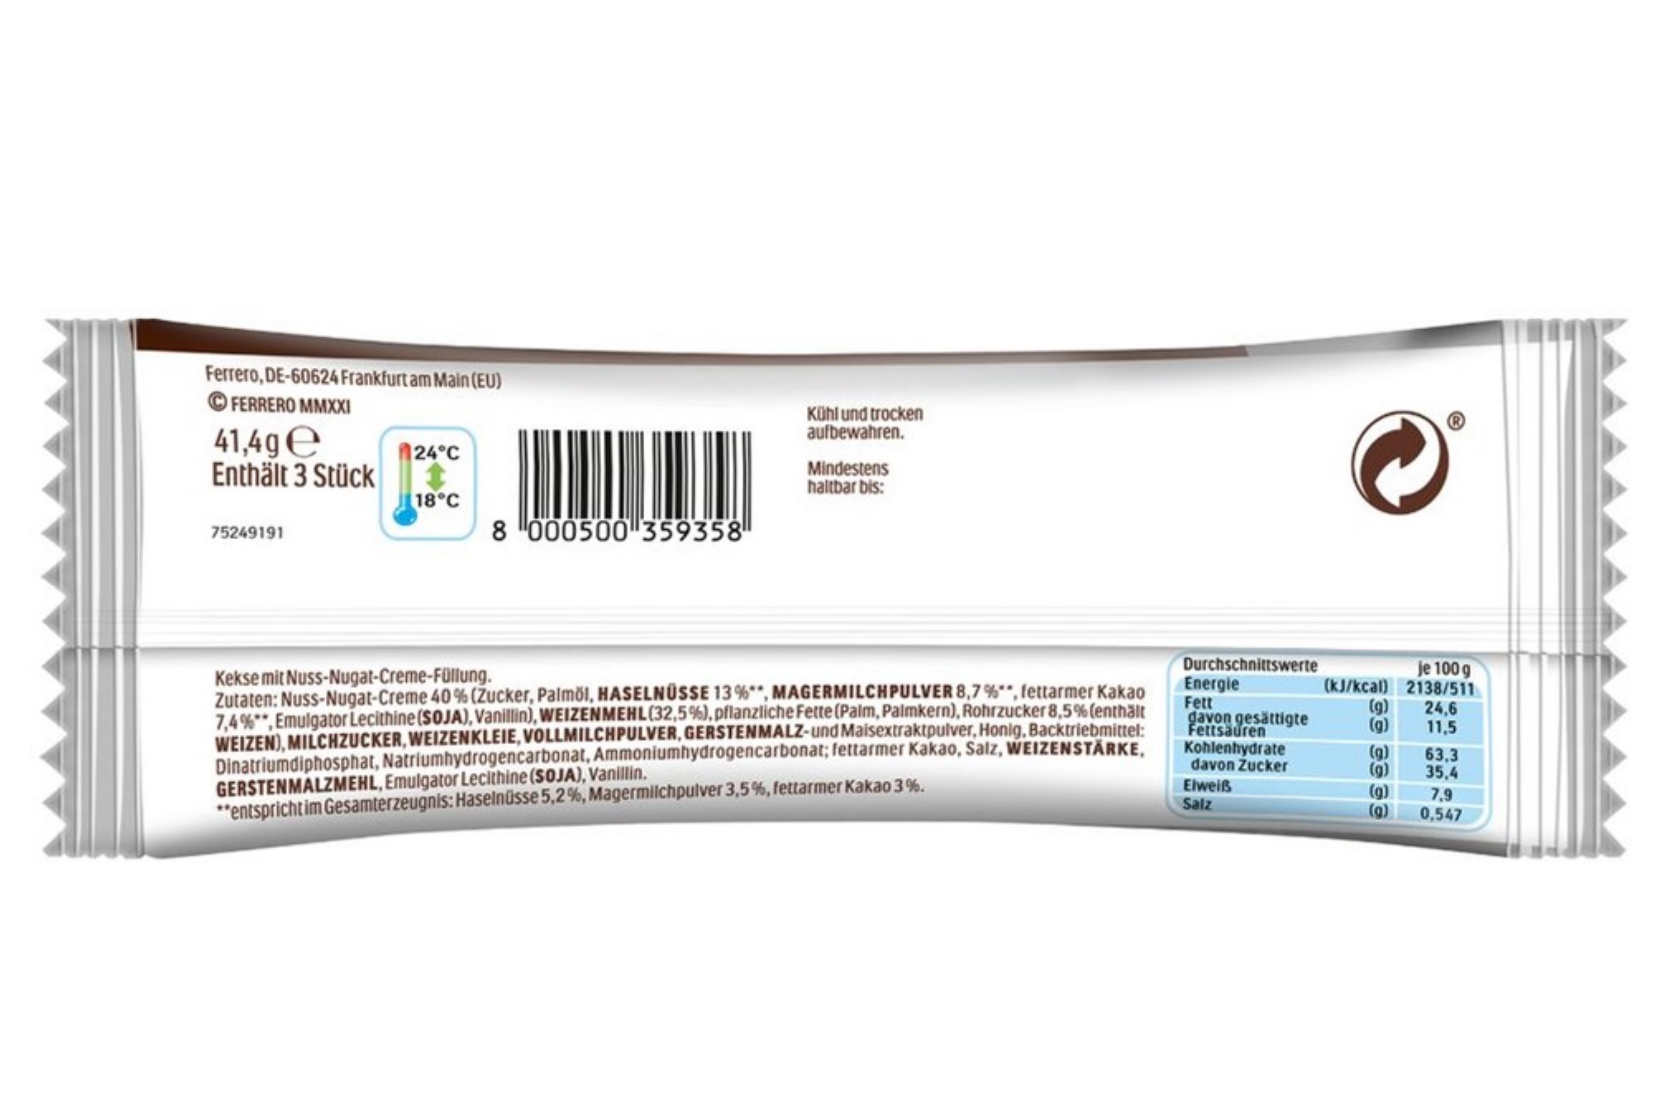 Ferrero, DE-60624 Frankfurt am Main (EU)
© FERRERO MMXXI
41,4g ℮
Enthält 3 Stück
75249191
24°C
18°C
8 000500 359358
Kühl und trocken
aufbewahren.
Mindestens
haltbar bis:
®
Kekse mit Nuss-Nugat-Creme-Füllung.
Zutaten: Nuss-Nugat-Creme 40 % (Zucker, Palmöl, HASELNÜSSE 13 %**, MAGERMILCHPULVER 8,7 %**, fettarmer Kakao
7,4 %**, Emulgator Lecithine (SOJA), Vanillin), WEIZENMEHL (32,5 %), pflanzliche Fette (Palm, Palmkern), Rohrzucker 8,5 % (enthält
WEIZEN), MILCHZUCKER, WEIZENKLEIE, VOLLMILCHPULVER, GERSTENMALZ- und Maisextraktpulver, Honig, Backtriebmittel:
Dinatriumdiphosphat, Natriumhydrogencarbonat, Ammoniumhydrogencarbonat; fettarmer Kakao, Salz, WEIZENSTÄRKE,
GERSTENMALZMEHL, Emulgator Lecithine (SOJA), Vanillin.
**entspricht im Gesamterzeugnis: Haselnüsse 5,2 %, Magermilchpulver 3,5 %, fettarmer Kakao 3 %.
Durchschnittswerte je 100 g
Energie (kJ/kcal) 2138/511
Fett (g) 24,6
davon gesättigte
Fettsäuren (g) 11,5
Kohlenhydrate (g) 63,3
davon Zucker (g) 35,4
Eiweiß (g) 7,9
Salz (g) 0,547